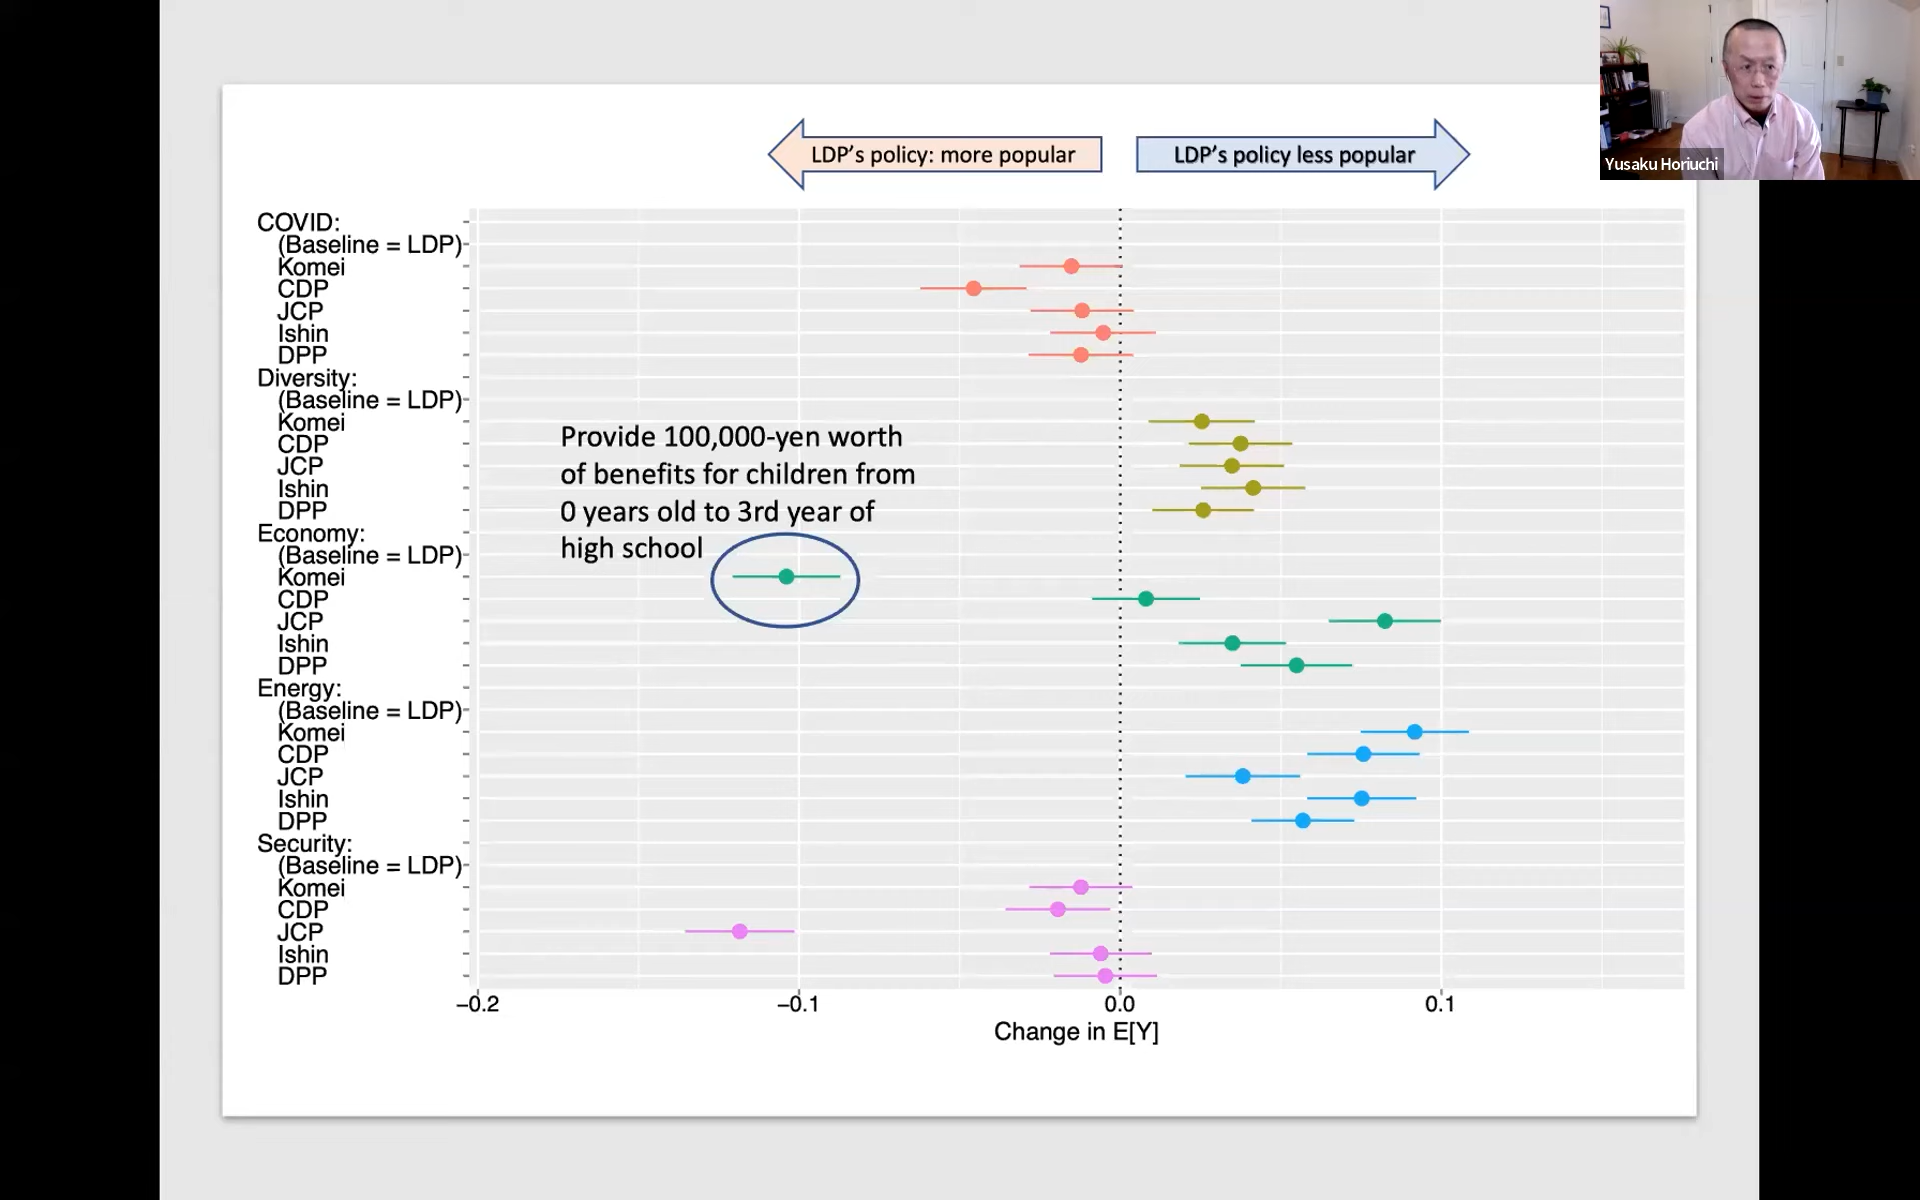 LDP's policy: more popular
LDP's policy less popular
Yusaku Horiuchi
COVID:
(Baseline = LDP)
Komei
CDP
JCP
Ishin
DPP
Diversity:
(Baseline = LDP)
Komei
CDP
JCP
Ishin
DPP
Provide 100,000-yen worth
of benefits for children from
0 years old to 3rd year of
high school
Economy:
(Baseline = LDP)
Komei
CDP
JCP
Ishin
DPP
Energy:
(Baseline = LDP)
Komei
CDP
JCP
Ishin
DPP
Security:
(Baseline = LDP)
Komei
CDP
JCP
Ishin
DPP
−0.2
−0.1
0.0
0.1
Change in E[Y]